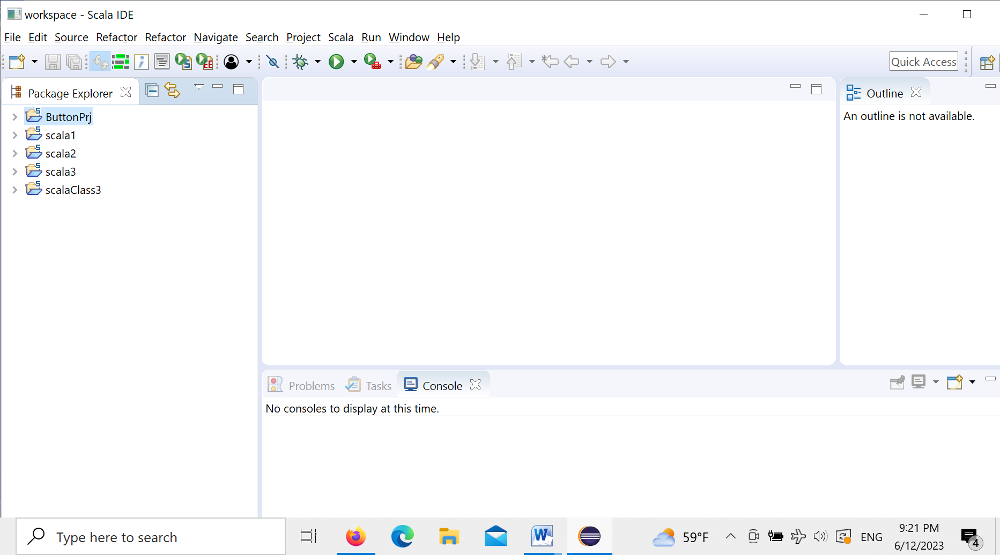 workspace - Scala IDE
File Edit Source Refactor Refactor Navigate Search Project Scala Run Window Help
Quick Access
Package Explorer
ButtonPrj
scala1
scala2
scala3
scalaClass3
Outline
An outline is not available.
Problems Tasks Console
No consoles to display at this time.
Type here to search
59°F
ENG
9:21 PM
6/12/2023
4